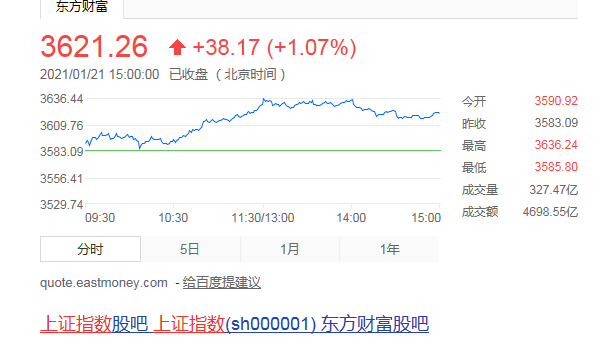 东方财富
3621.26 +38.17 (+1.07%)
2021/01/21 15:00:00 已收盘 (北京时间)
3636.44
3609.76
3583.09
3556.41
3529.74
09:30 10:30 11:30/13:00 14:00 15:00
今开 3590.92
昨收 3583.09
最高 3636.24
最低 3585.80
成交量 327.47亿
成交额 4698.55亿
分时 5日 1月 1年
quote.eastmoney.com - 给百度提建议
上证指数股吧_上证指数(sh000001)_东方财富股吧